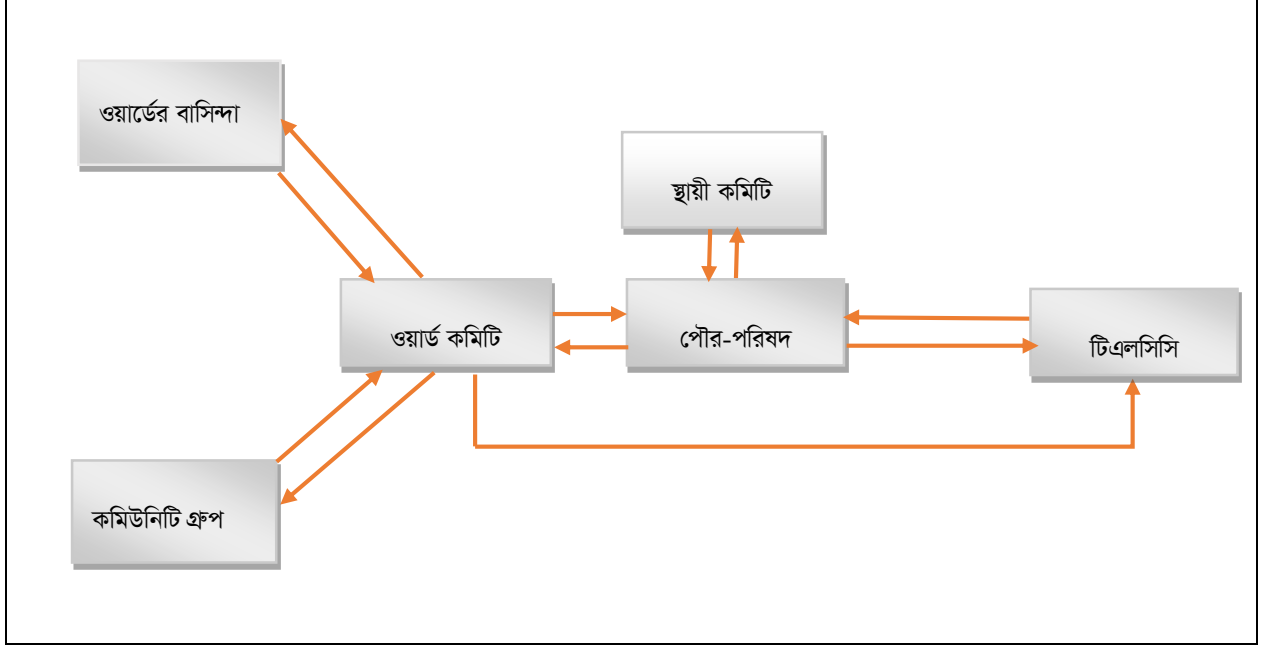 ওয়ার্ডের বাসিন্দা
স্থায়ী কমিটি
ওয়ার্ড কমিটি
পৌর-পরিষদ
টিএলসিসি
কমিউনিটি গ্রুপ